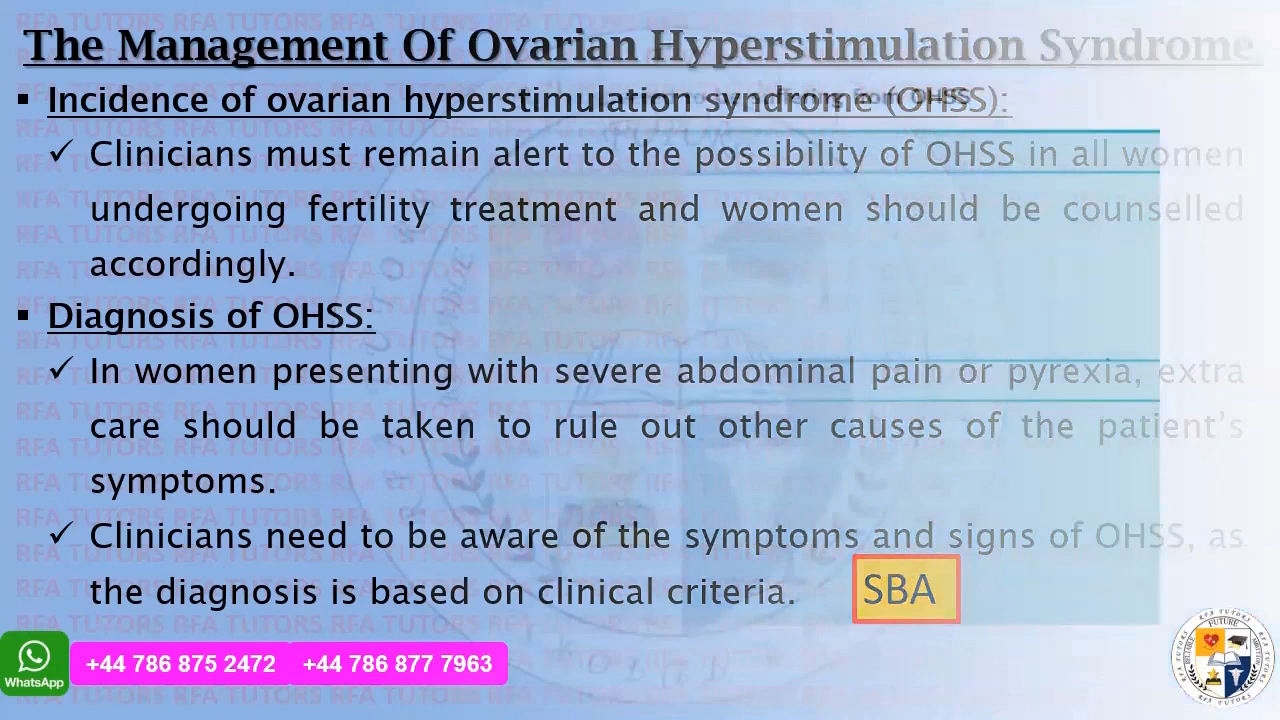 The Management Of Ovarian Hyperstimulation Syndrome
▪ Incidence of ovarian hyperstimulation syndrome (OHSS):
✓ Clinicians must remain alert to the possibility of OHSS in all women
undergoing fertility treatment and women should be counselled
accordingly.
▪ Diagnosis of OHSS:
✓ In women presenting with severe abdominal pain or pyrexia, extra
care should be taken to rule out other causes of the patient’s
symptoms.
✓ Clinicians need to be aware of the symptoms and signs of OHSS, as
the diagnosis is based on clinical criteria. SBA
WhatsApp
+44 786 875 2472 +44 786 877 7963
RFA TUTORS
FUTURE